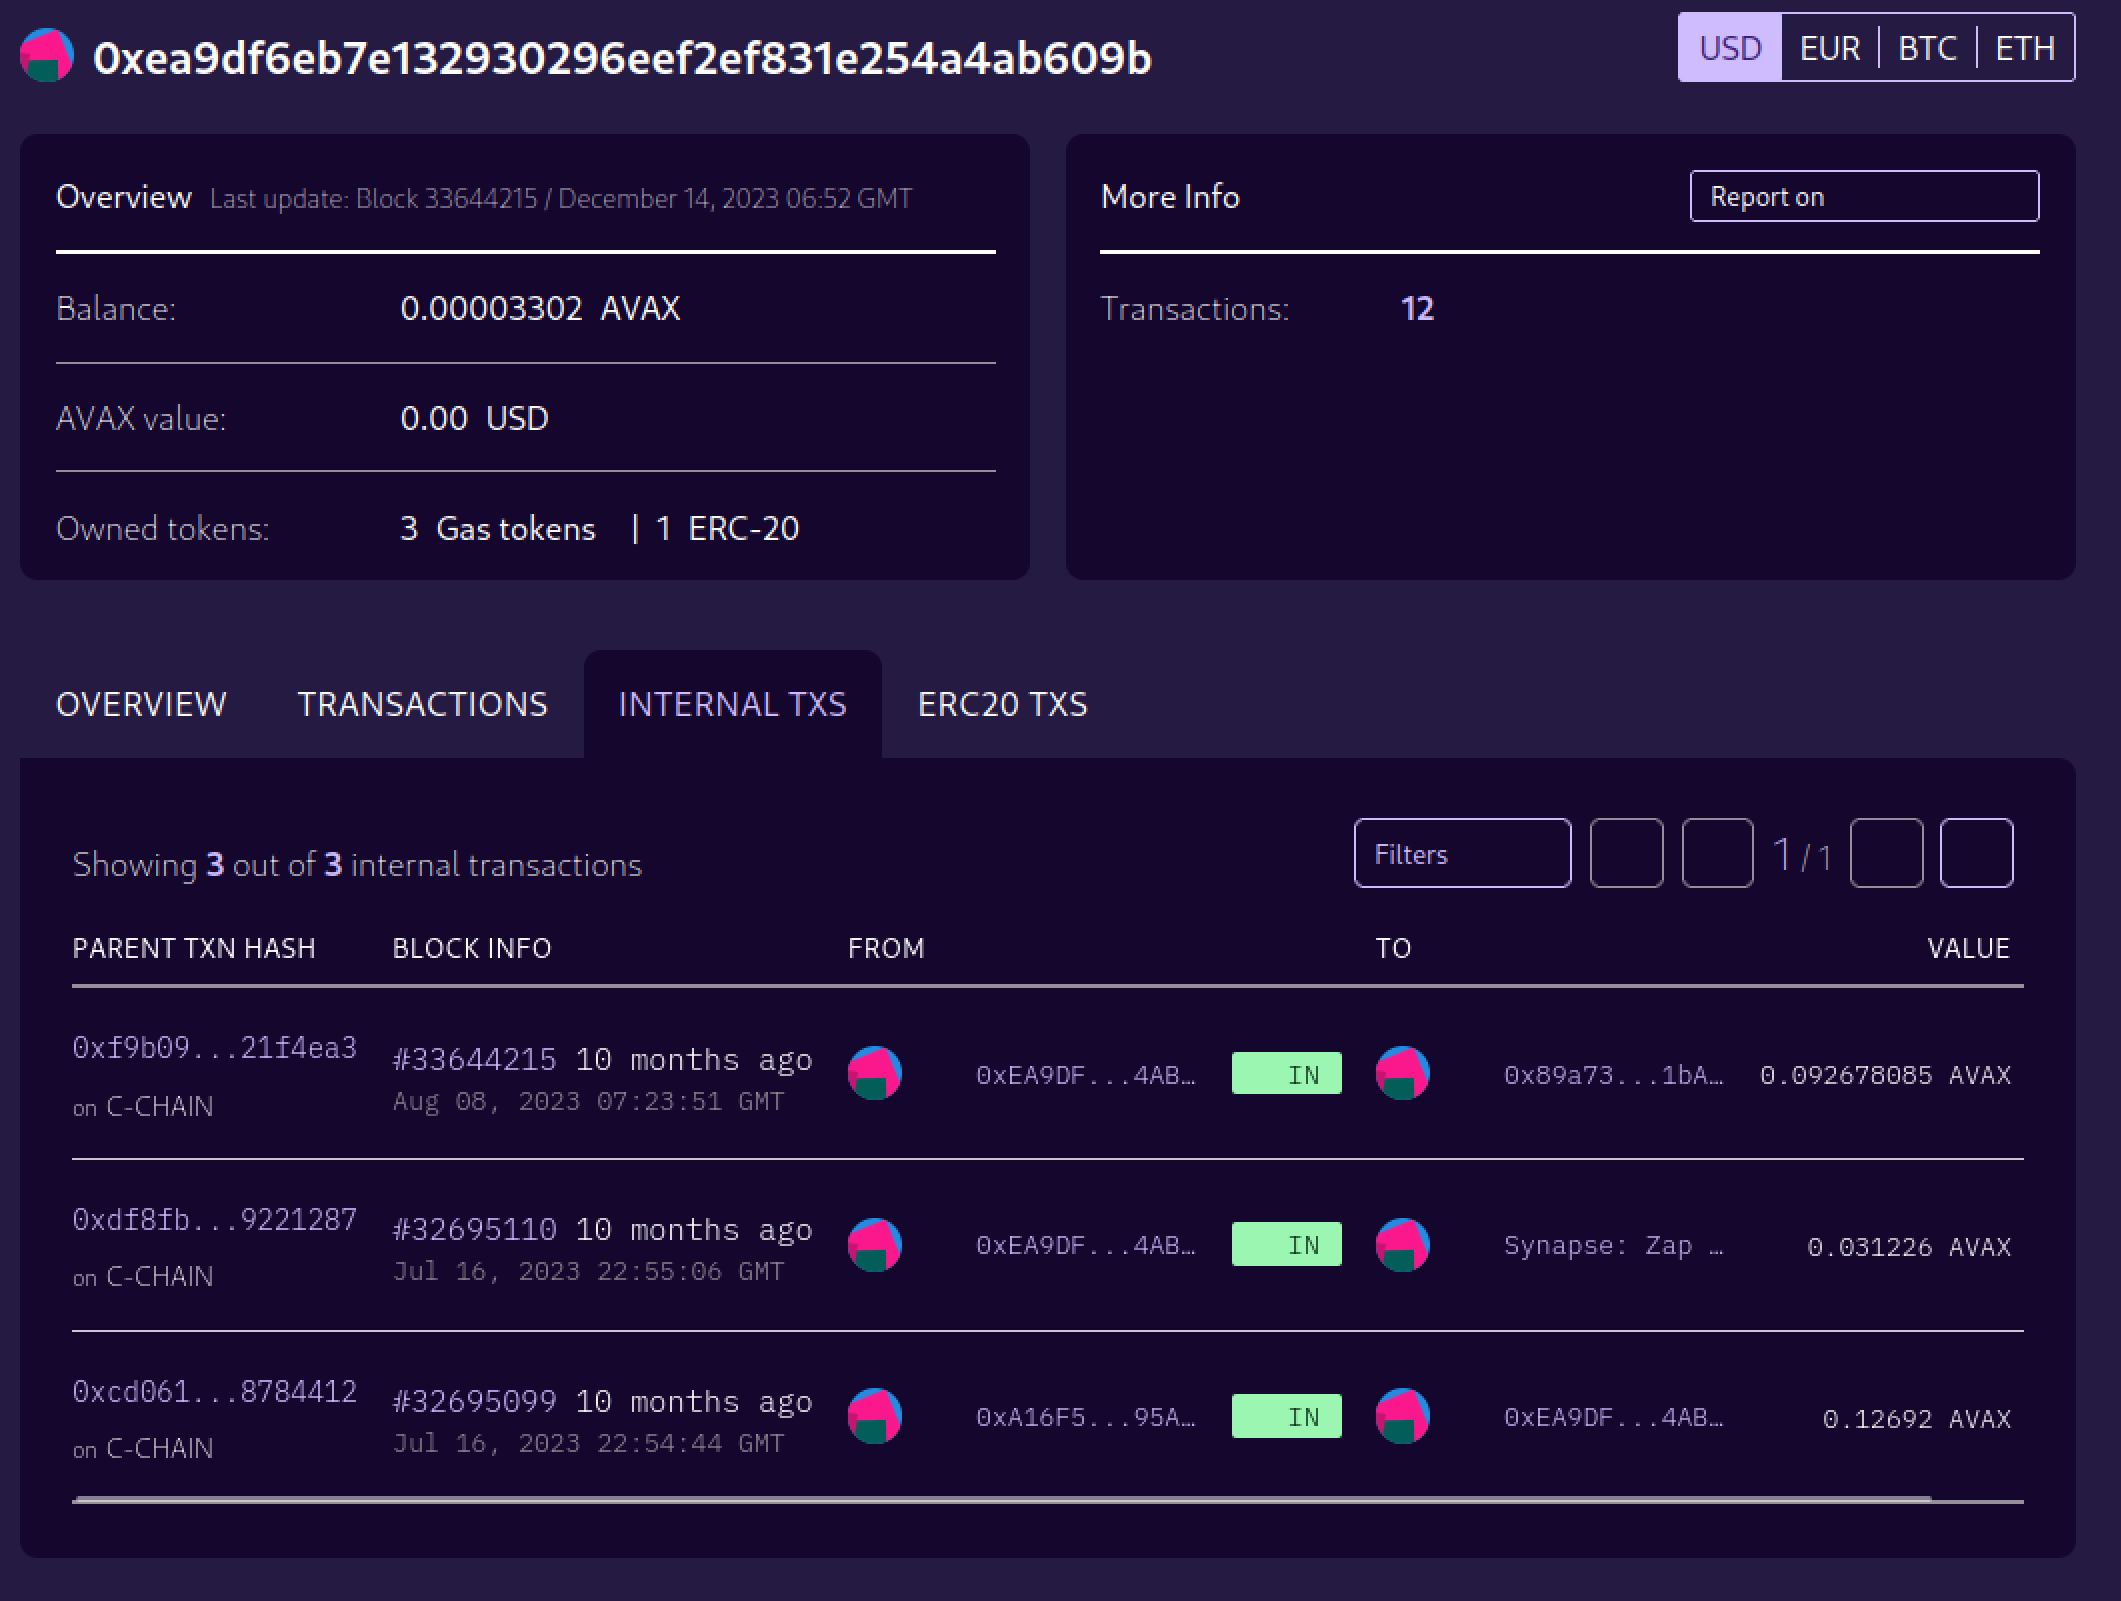 0xea9df6eb7e132930296eef2ef831e254a4ab609b
USD EUR BTC ETH
Overview Last update: Block 33644215 / December 14, 2023 06:52 GMT
Balance: 0.00003302 AVAX
AVAX value: 0.00 USD
Owned tokens: 3 Gas tokens | 1 ERC-20
More Info Report on
Transactions: 12
OVERVIEW TRANSACTIONS INTERNAL TXS ERC20 TXS
Showing 3 out of 3 internal transactions
Filters 1 / 1
PARENT TXN HASH BLOCK INFO FROM TO VALUE
0xf9b09...21f4ea3 #33644215 10 months ago 0xEA9DF...4AB… IN 0x89a73...1bA… 0.092678085 AVAX
on C-CHAIN Aug 08, 2023 07:23:51 GMT
0xdf8fb...9221287 #32695110 10 months ago 0xEA9DF...4AB… IN Synapse: Zap … 0.031226 AVAX
on C-CHAIN Jul 16, 2023 22:55:06 GMT
0xcd061...8784412 #32695099 10 months ago 0xA16F5...95A… IN 0xEA9DF...4AB… 0.12692 AVAX
on C-CHAIN Jul 16, 2023 22:54:44 GMT